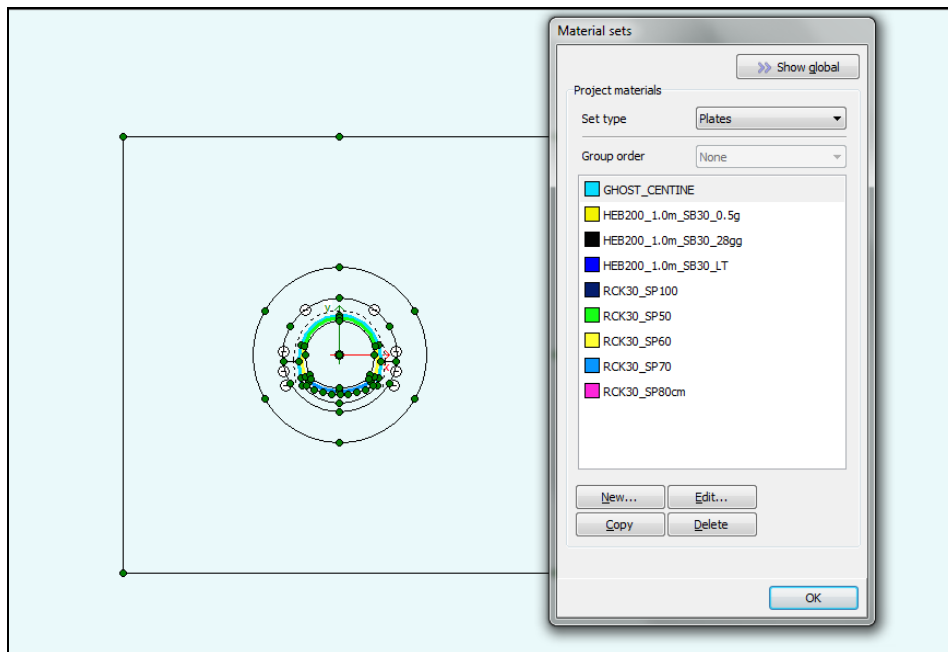 Material sets
Show global
Project materials
Set type Plates
Group order None
GHOST_CENTINE
HEB200_1.0m_SB30_0.5g
HEB200_1.0m_SB30_28gg
HEB200_1.0m_SB30_LT
RCK30_SP100
RCK30_SP50
RCK30_SP60
RCK30_SP70
RCK30_SP80cm
New... Edit...
Copy Delete
OK
y
x